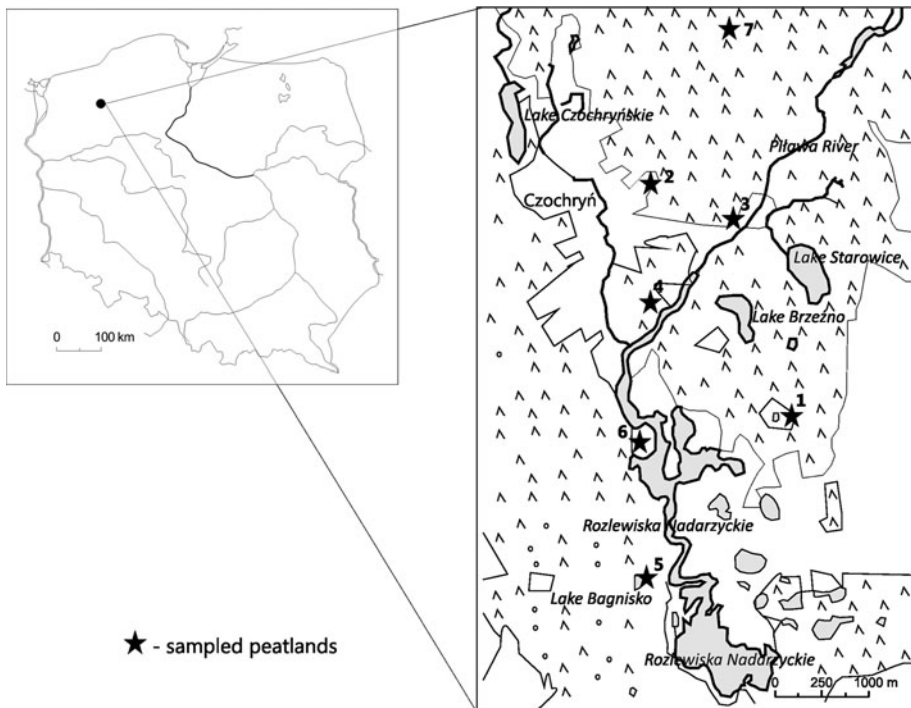 7
Lake Czochryńskie
Piława River
2
Czochryń
3
Lake Starowice
4
Lake Brzeźno
0 100 km
1
6
Rozlewiska Nadarzyckie
5
Lake Bagnisko
★ - sampled peatlands
Rozlewiska Nadarzyckie
0 250 1000 m